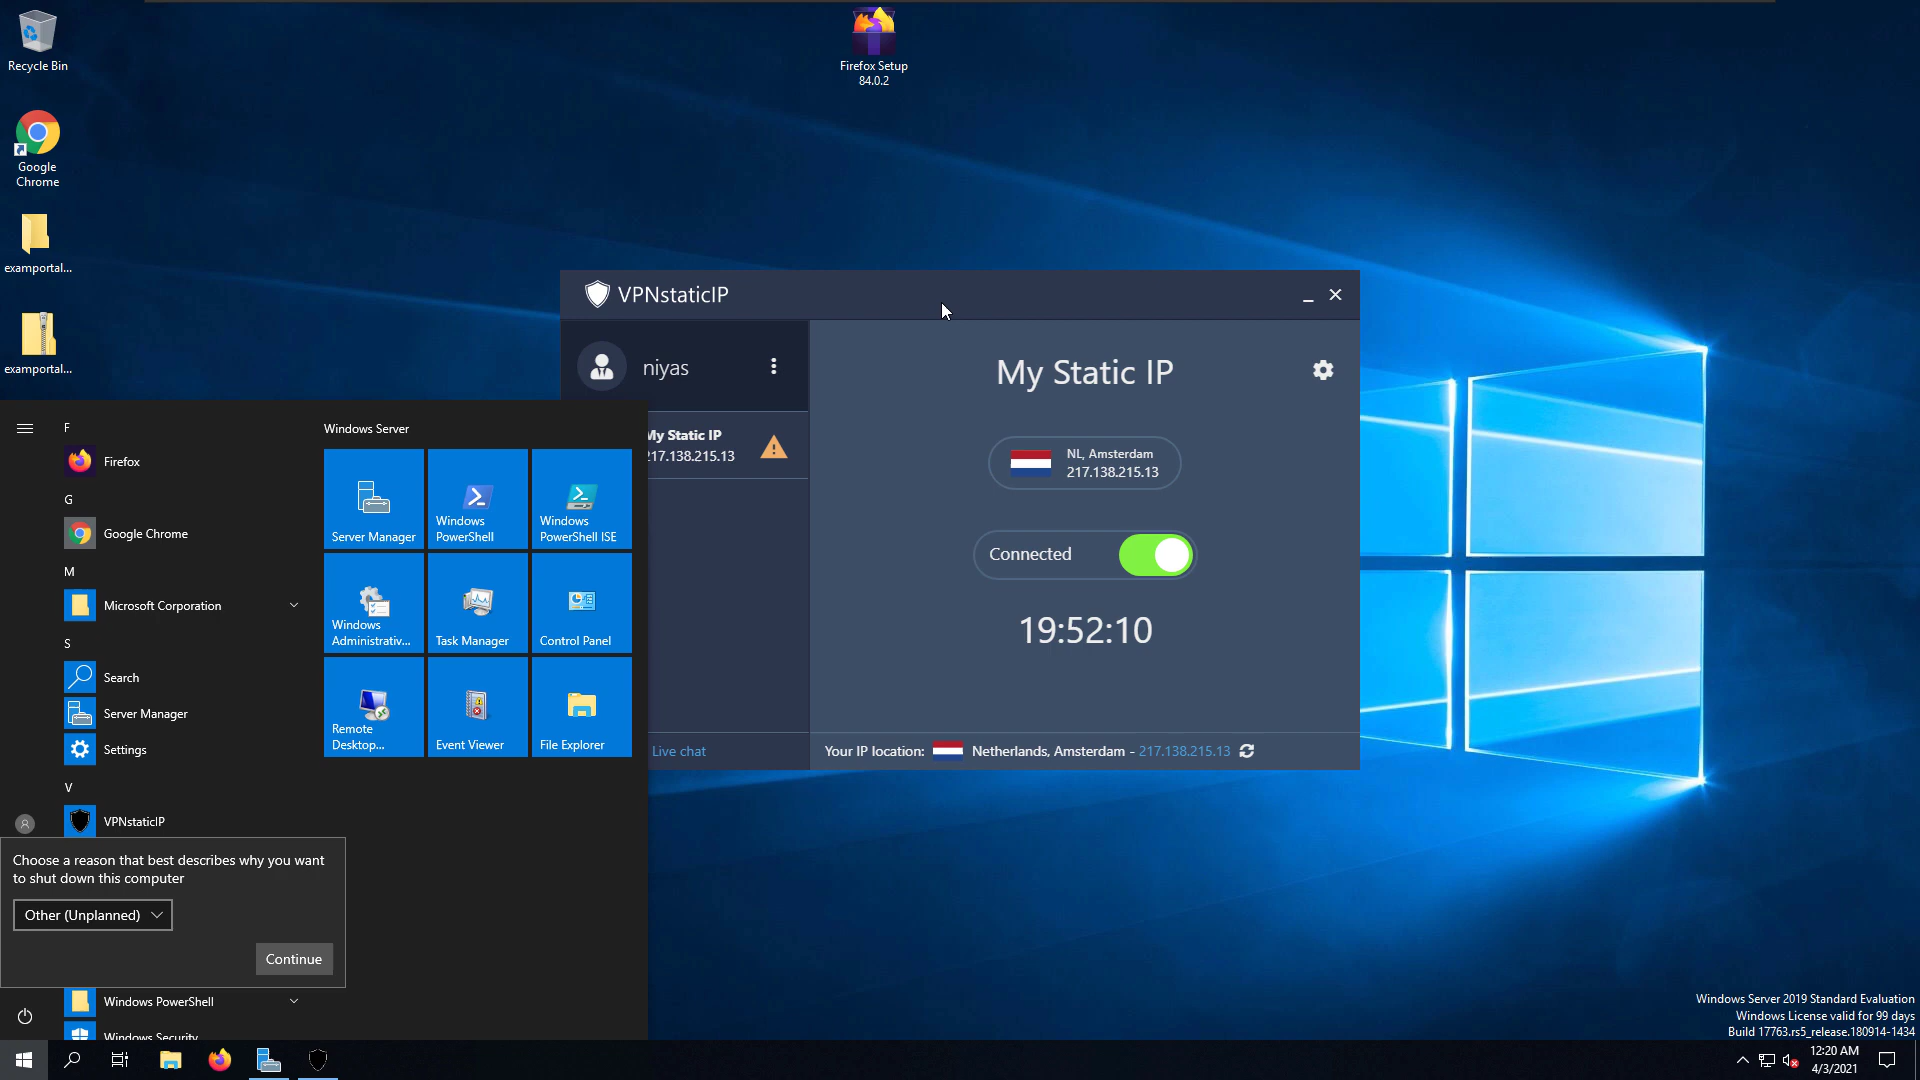 Recycle Bin
Google
Chrome
examportal...
examportal...
Firefox Setup
84.0.2
VPNstaticIP
niyas
My Static IP
217.138.215.13
My Static IP
NL, Amsterdam
217.138.215.13
Connected
19:52:10
Live chat
Your IP location: Netherlands, Amsterdam - 217.138.215.13
F
Firefox
G
Google Chrome
M
Microsoft Corporation
S
Search
Server Manager
Settings
V
VPNstaticIP
Windows Server
Server Manager
Windows
PowerShell
Windows
PowerShell ISE
Windows
Administrativ...
Task Manager
Control Panel
Remote
Desktop...
Event Viewer
File Explorer
Choose a reason that best describes why you want
to shut down this computer
Other (Unplanned)
Continue
Windows PowerShell
Windows Security
Windows Server 2019 Standard Evaluation
Windows License valid for 99 days
Build 17763.rs5_release.180914-1434
12:20 AM
4/3/2021